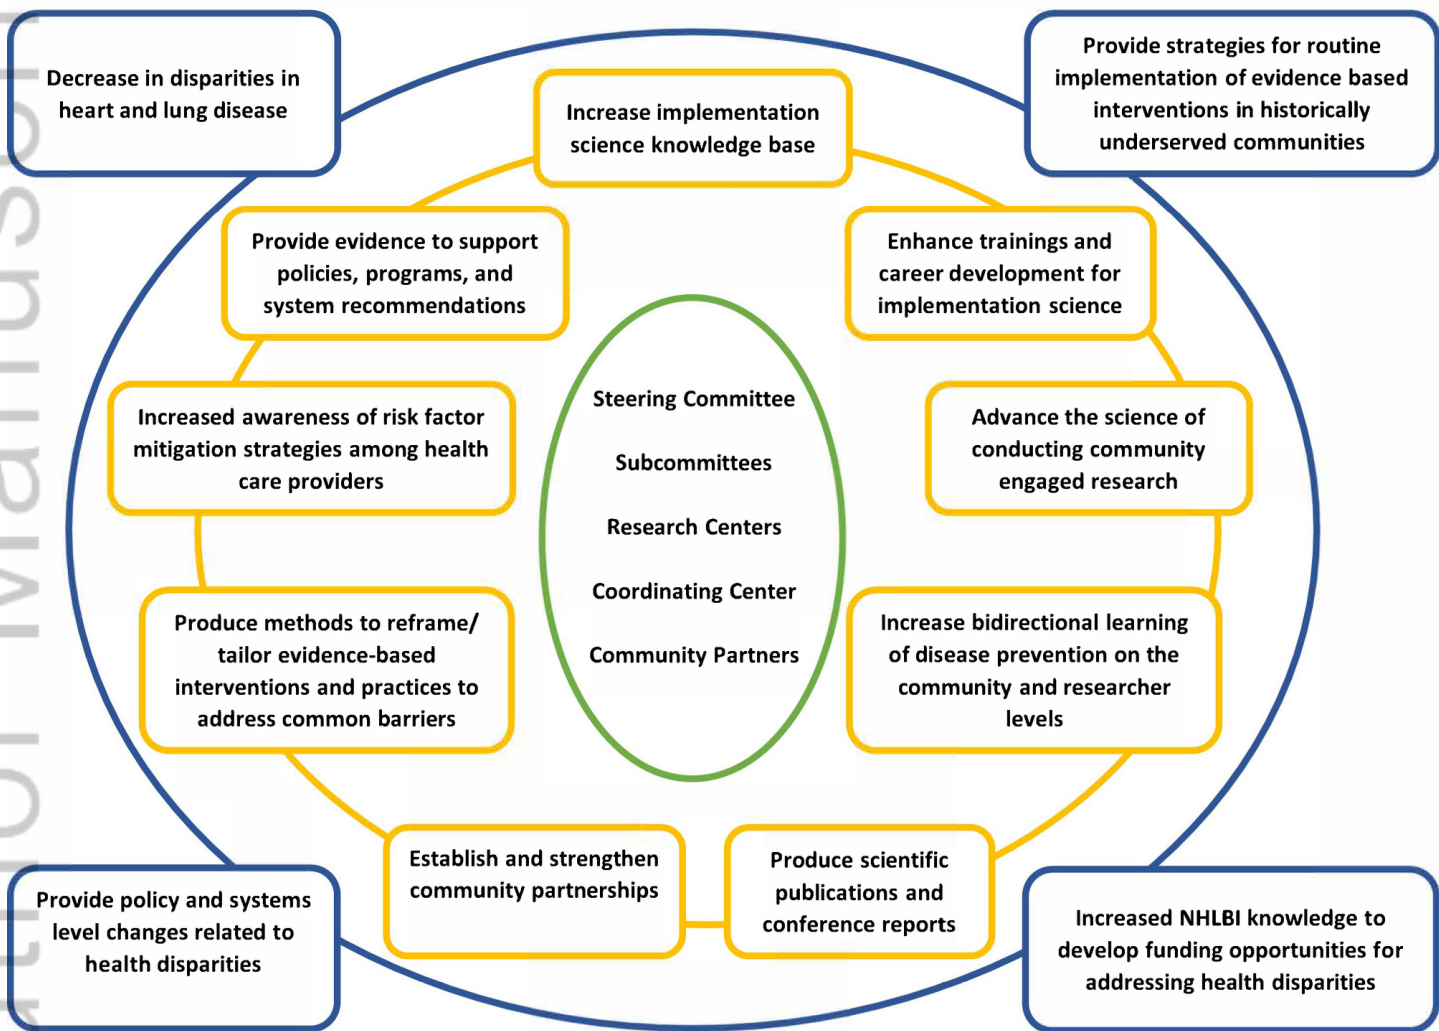 Decrease in disparities in
heart and lung disease
Provide strategies for routine
implementation of evidence based
interventions in historically
underserved communities
Increase implementation
science knowledge base
Provide evidence to support
policies, programs, and
system recommendations
Enhance trainings and
career development for
implementation science
Increased awareness of risk factor
mitigation strategies among health
care providers
Steering Committee
Subcommittees
Research Centers
Coordinating Center
Community Partners
Advance the science of
conducting community
engaged research
Produce methods to reframe/
tailor evidence-based
interventions and practices to
address common barriers
Increase bidirectional learning
of disease prevention on the
community and researcher
levels
Establish and strengthen
community partnerships
Produce scientific
publications and
conference reports
Provide policy and systems
level changes related to
health disparities
Increased NHLBI knowledge to
develop funding opportunities for
addressing health disparities